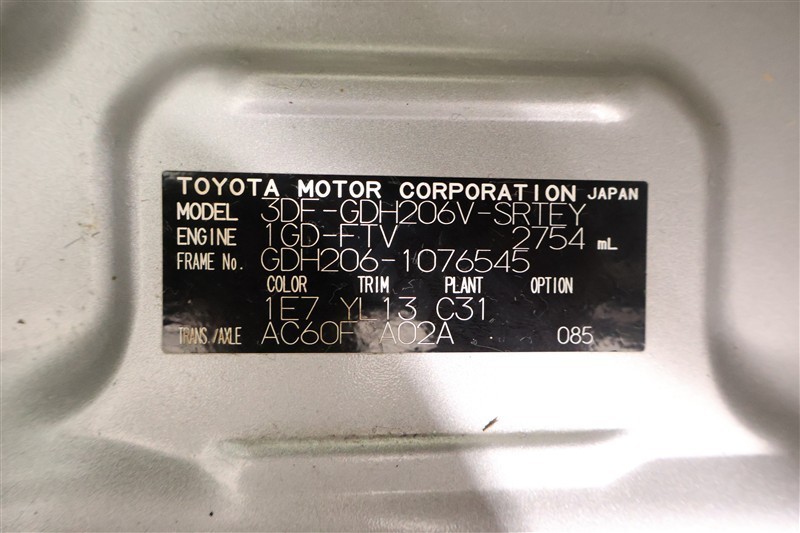 TOYOTA MOTOR CORPORATION JAPAN
MODEL 3DF-GDH206V-SRTEY
ENGINE 1GD-FTV 2754 mL
FRAME No. GDH206-1076545
COLOR TRIM PLANT OPTION
1E7 YL13 C31
TRANS./AXLE AC60F A02A 085